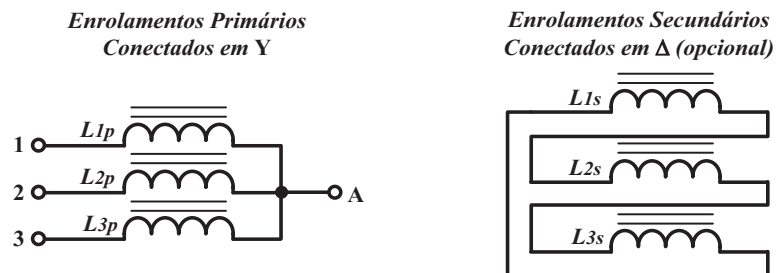 Enrolamentos Primários
Conectados em Y
Enrolamentos Secundários
Conectados em Δ (opcional)
L1p
1
L2p
2
A
L3p
3
L1s
L2s
L3s